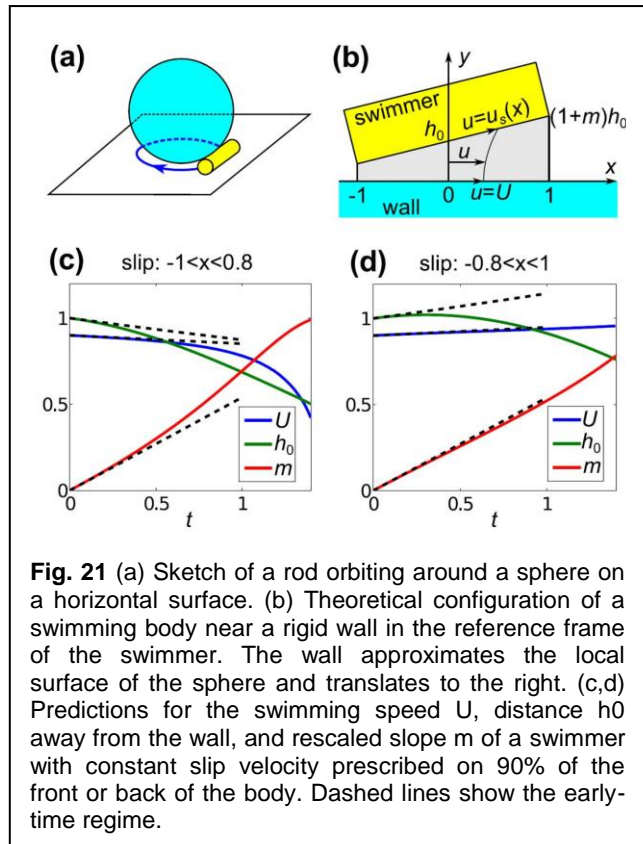 (a)
(b)
y
swimmer
u=u_s(x)
h_0
(1+m)h_0
u
x
-1
0
u=U
1
wall
(c)
slip: -1<x<0.8
(d)
slip: -0.8<x<1
1
0.5
0
U
h_0
m
0
0.5
1
t
1
0.5
0
U
h_0
m
0
0.5
1
t
Fig. 21 (a) Sketch of a rod orbiting around a sphere on
a horizontal surface. (b) Theoretical configuration of a
swimming body near a rigid wall in the reference frame
of the swimmer. The wall approximates the local
surface of the sphere and translates to the right. (c,d)
Predictions for the swimming speed U, distance h0
away from the wall, and rescaled slope m of a swimmer
with constant slip velocity prescribed on 90% of the
front or back of the body. Dashed lines show the early-
time regime.